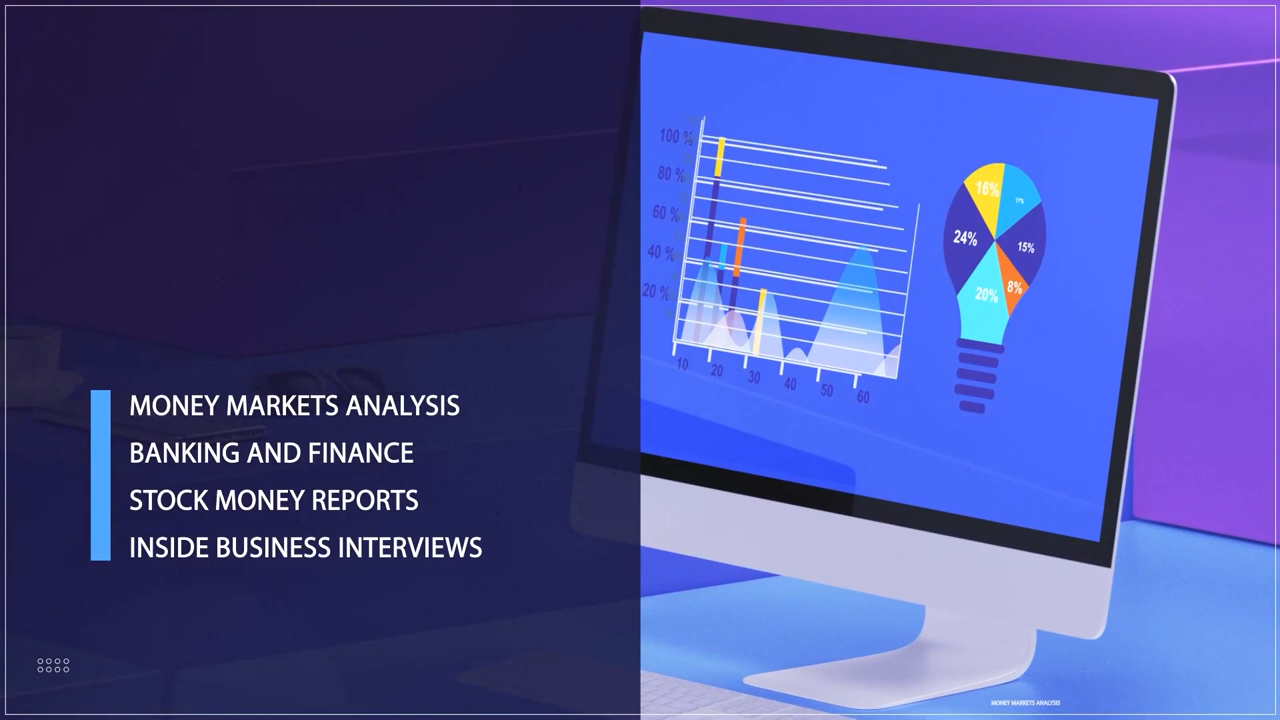 MONEY MARKETS ANALYSIS
BANKING AND FINANCE
STOCK MONEY REPORTS
INSIDE BUSINESS INTERVIEWS
100 %
80 %
60 %
40 %
20 %
10 20 30 40 50 60
16%
17%
24%
15%
20%
8%
MONEY MARKETS ANALYSIS